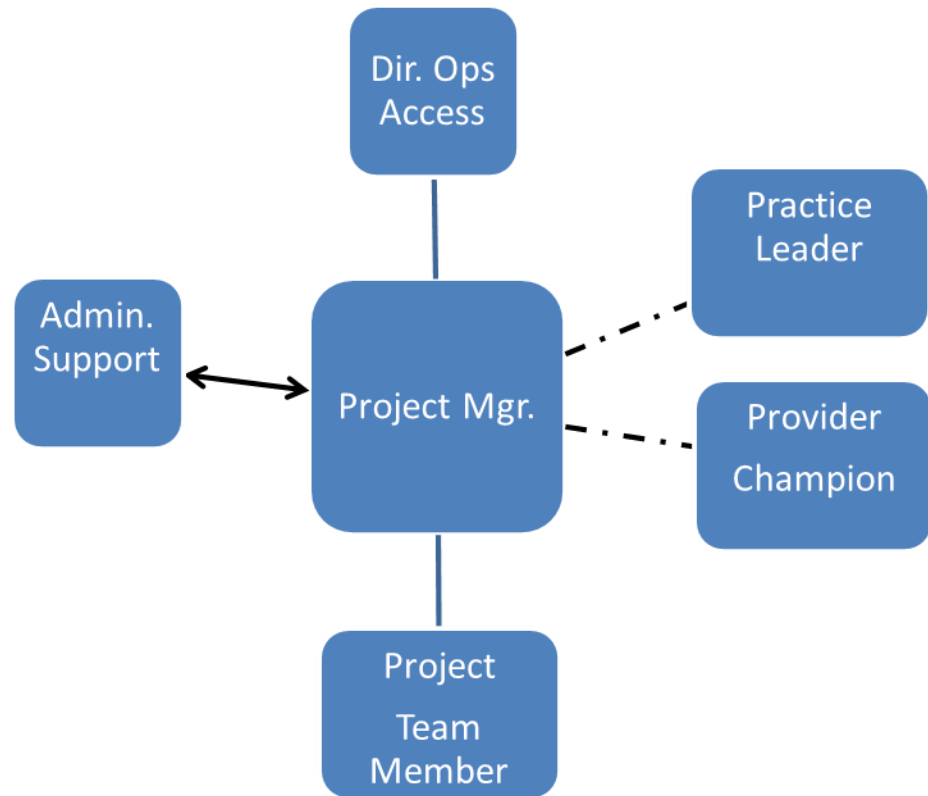 Dir. Ops
Access
Practice
Leader
Admin.
Support
Project Mgr.
Provider
Champion
Project
Team
Member